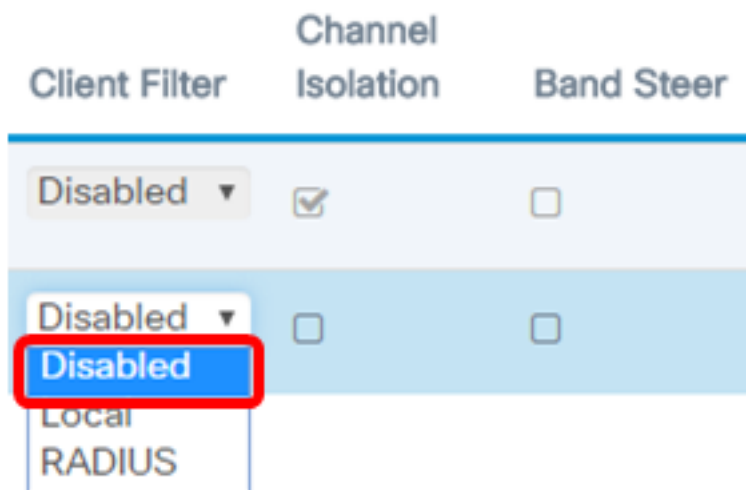 Channel
Client Filter Isolation Band Steer
Disabled ▼
Disabled ▼
Disabled
Local
RADIUS